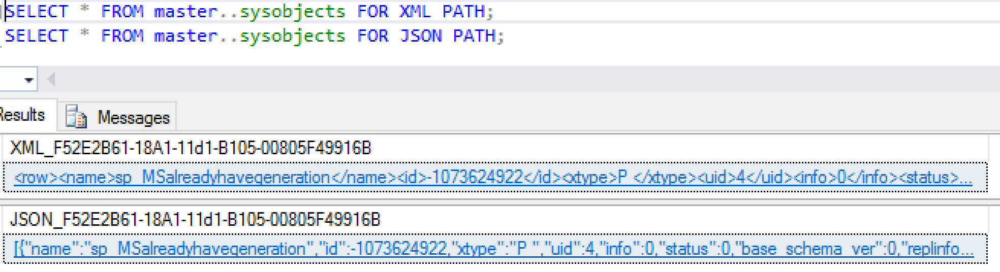 SELECT * FROM master..sysobjects FOR XML PATH;
SELECT * FROM master..sysobjects FOR JSON PATH;
Results
Messages
XML_F52E2B61-18A1-11d1-B105-00805F49916B
<row><name>sp_MSalreadyhavegeneration</name><id>-1073624922</id><xtype>P </xtype><uid>4</uid><info>0</info><status>...
JSON_F52E2B61-18A1-11d1-B105-00805F49916B
[{"name":"sp_MSalreadyhavegeneration","id":-1073624922,"xtype":"P ","uid":4,"info":0,"status":0,"base_schema_ver":0,"replinfo...